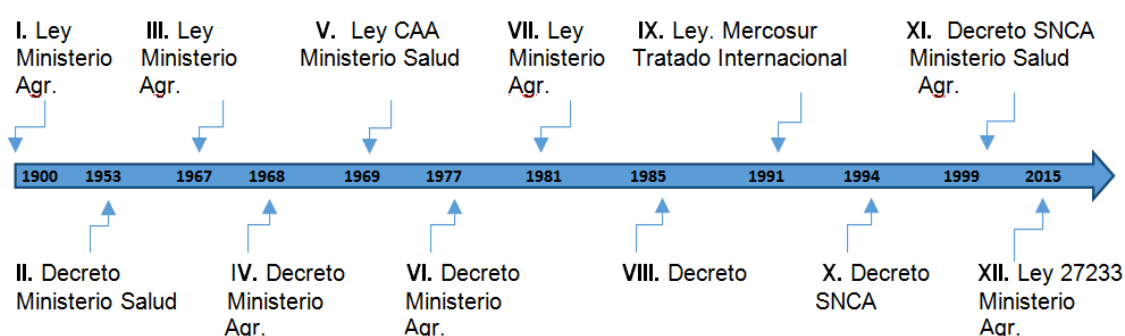 I. Ley
Ministerio
Agr.
III. Ley
Ministerio
Agr.
V. Ley CAA
Ministerio Salud
VII. Ley
Ministerio
Agr.
IX. Ley. Mercosur
Tratado Internacional
XI. Decreto SNCA
Ministerio Salud
Agr.
1900 1953 1967 1968 1969 1977 1981 1985 1991 1994 1999 2015
II. Decreto
Ministerio Salud
IV. Decreto
Ministerio
Agr.
VI. Decreto
Ministerio
Agr.
VIII. Decreto
X. Decreto
SNCA
XII. Ley 27233
Ministerio
Agr.